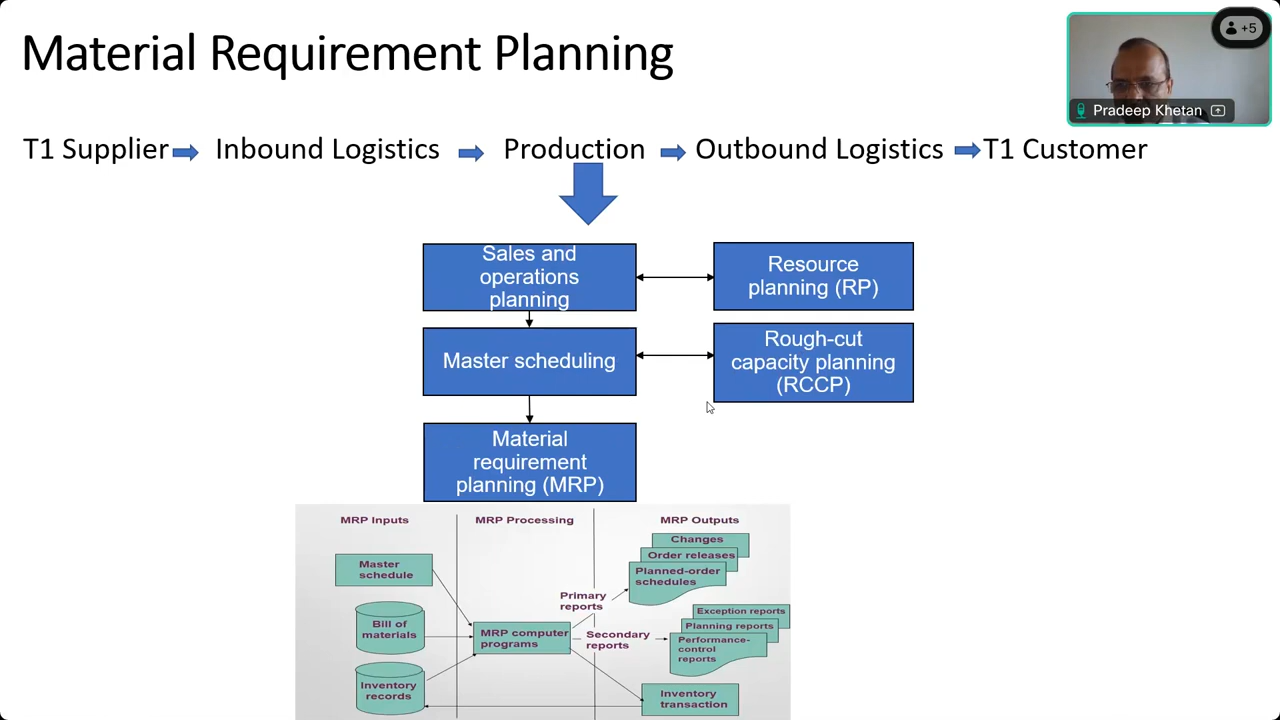 Material Requirement Planning
+5
Pradeep Khetan
T1 Supplier Inbound Logistics Production Outbound Logistics T1 Customer
Sales and
operations
planning
Resource
planning (RP)
Master scheduling
Rough-cut
capacity planning
(RCCP)
Material
requirement
planning (MRP)
MRP Inputs
MRP Processing
MRP Outputs
Master
schedule
Bill of
materials
Inventory
records
MRP computer
programs
Primary
reports
Secondary
reports
Changes
Order releases
Planned-order
schedules
Exception reports
Planning reports
Performance-
control
reports
Inventory
transaction